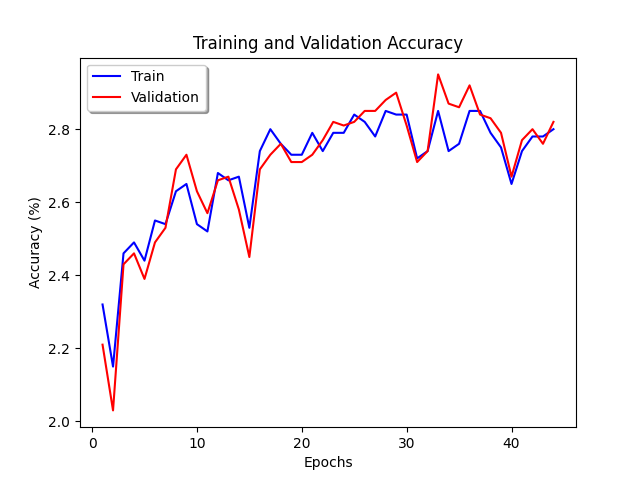 Training and Validation Accuracy
Train
Validation
Accuracy (%)
2.8
2.6
2.4
2.2
2.0
0 10 20 30 40
Epochs